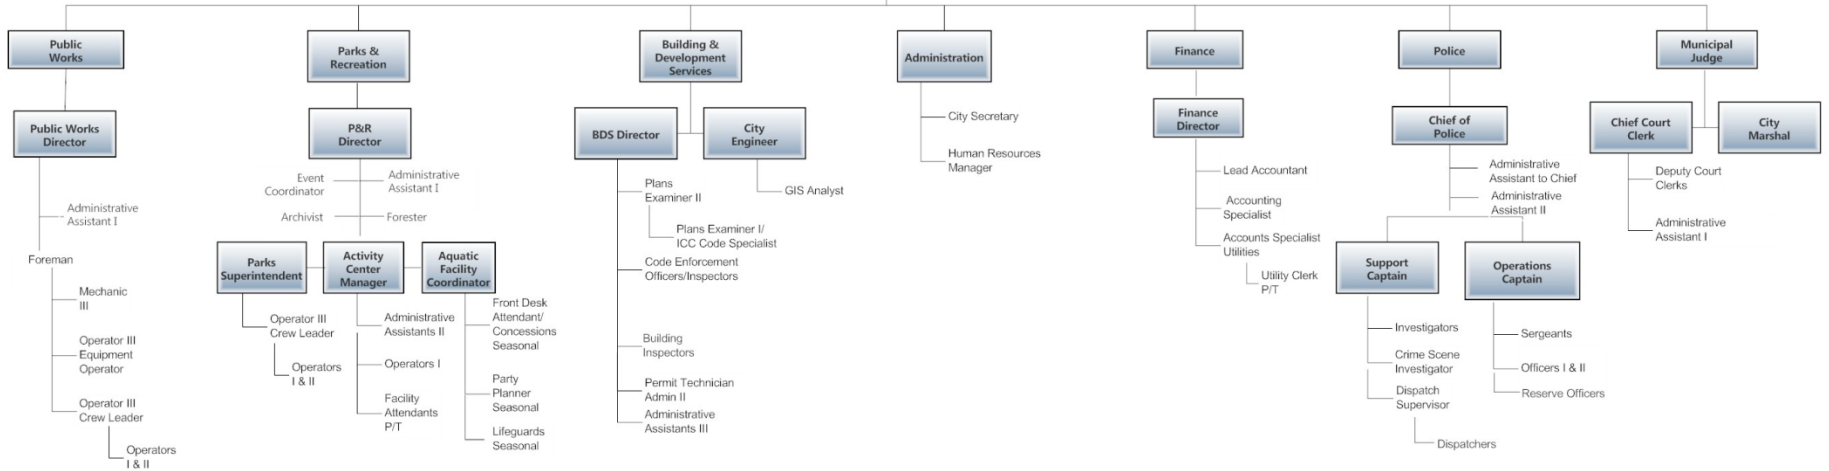 Public
Works
Public Works
Director
Administrative
Assistant I
Foreman
Mechanic
III
Operator III
Equipment
Operator
Operator III
Crew Leader
Operators
I & II
Parks &
Recreation
P&R
Director
Event
Coordinator
Administrative
Assistant I
Archivist
Forester
Parks
Superintendent
Operator III
Crew Leader
Operators
I & II
Activity
Center
Manager
Administrative
Assistants II
Operators I
Facility
Attendants
P/T
Aquatic
Facility
Coordinator
Front Desk
Attendant/
Concessions
Seasonal
Party
Planner
Seasonal
Lifeguards
Seasonal
Building &
Development
Services
BDS Director
Plans
Examiner II
Plans Examiner I/
ICC Code Specialist
Code Enforcement
Officers/Inspectors
Building
Inspectors
Permit Technician
Admin II
Administrative
Assistants III
City
Engineer
GIS Analyst
Administration
City Secretary
Human Resources
Manager
Finance
Finance
Director
Lead Accountant
Accounting
Specialist
Accounts Specialist
Utilities
Utility Clerk
P/T
Police
Chief of
Police
Administrative
Assistant to Chief
Administrative
Assistant II
Support
Captain
Investigators
Crime Scene
Investigator
Dispatch
Supervisor
Dispatchers
Operations
Captain
Sergeants
Officers I & II
Reserve Officers
Municipal
Judge
Chief Court
Clerk
Deputy Court
Clerks
Administrative
Assistant I
City
Marshal